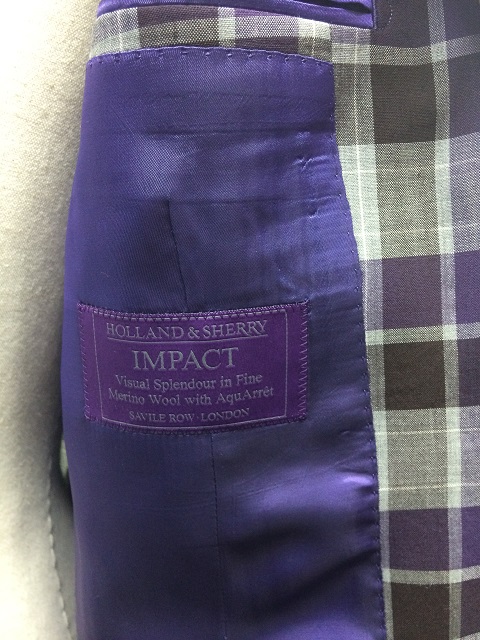 HOLLAND & SHERRY
IMPACT
Visual Splendour in Fine
Merino Wool with AquArrêt
SAVILE ROW · LONDON